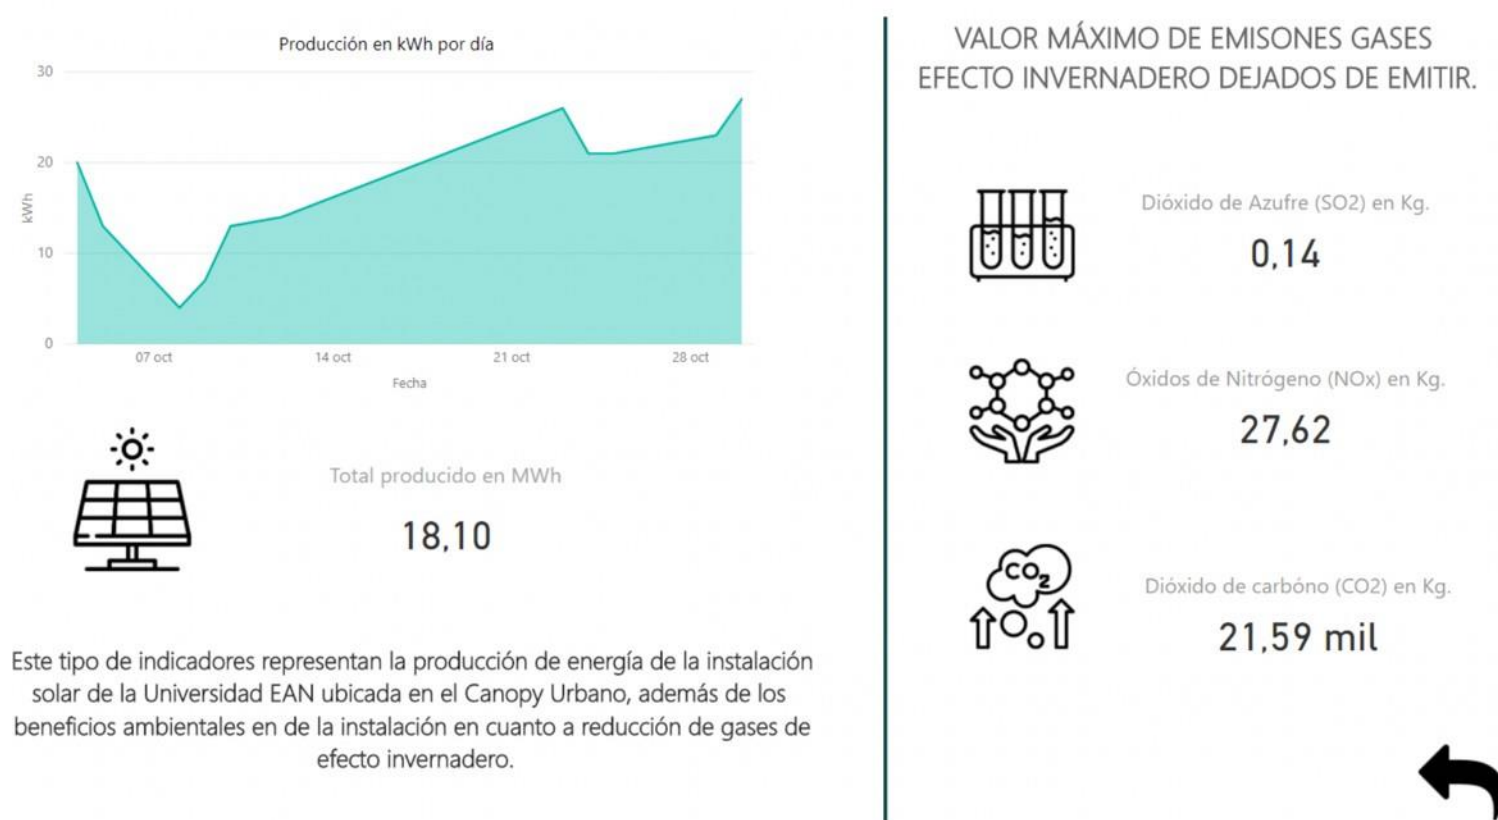 Producción en kWh por día
30
20
10
0
kWh
07 oct
14 oct
21 oct
28 oct
Fecha
Total producido en MWh
18,10
Este tipo de indicadores representan la producción de energía de la instalación
solar de la Universidad EAN ubicada en el Canopy Urbano, además de los
beneficios ambientales en de la instalación en cuanto a reducción de gases de
efecto invernadero.
VALOR MÁXIMO DE EMISONES GASES
EFECTO INVERNADERO DEJADOS DE EMITIR.
Dióxido de Azufre (SO2) en Kg.
0,14
Óxidos de Nitrógeno (NOx) en Kg.
27,62
CO2
Dióxido de carbóno (CO2) en Kg.
21,59 mil